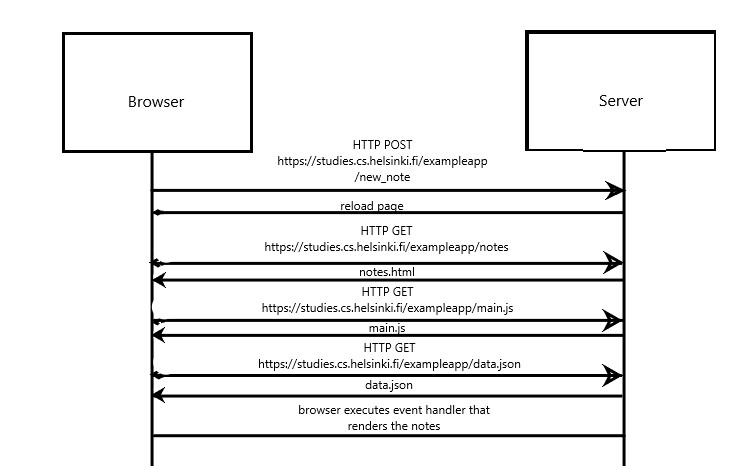 Browser
Server
HTTP POST
https://studies.cs.helsinki.fi/exampleapp
/new_note
reload page
HTTP GET
https://studies.cs.helsinki.fi/exampleapp/notes
notes.html
HTTP GET
https://studies.cs.helsinki.fi/exampleapp/main.js
main.js
HTTP GET
https://studies.cs.helsinki.fi/exampleapp/data.json
data.json
browser executes event handler that
renders the notes